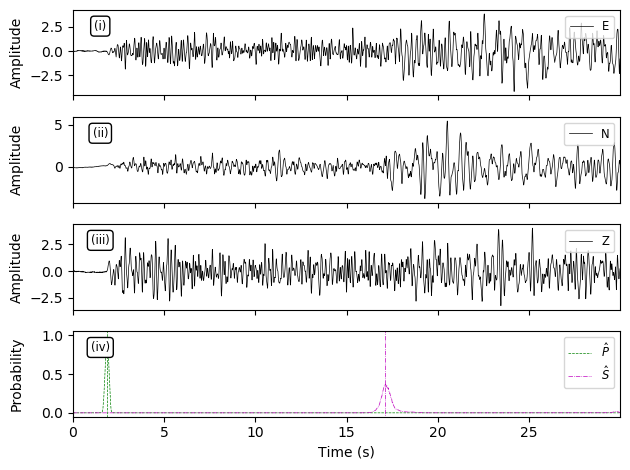 (i)
E
Amplitude
2.5
0.0
−2.5
(ii)
N
Amplitude
5
0
(iii)
Z
Amplitude
2.5
0.0
−2.5
(iv)
P̂
Ŝ
Probability
1.0
0.5
0.0
0 5 10 15 20 25
Time (s)